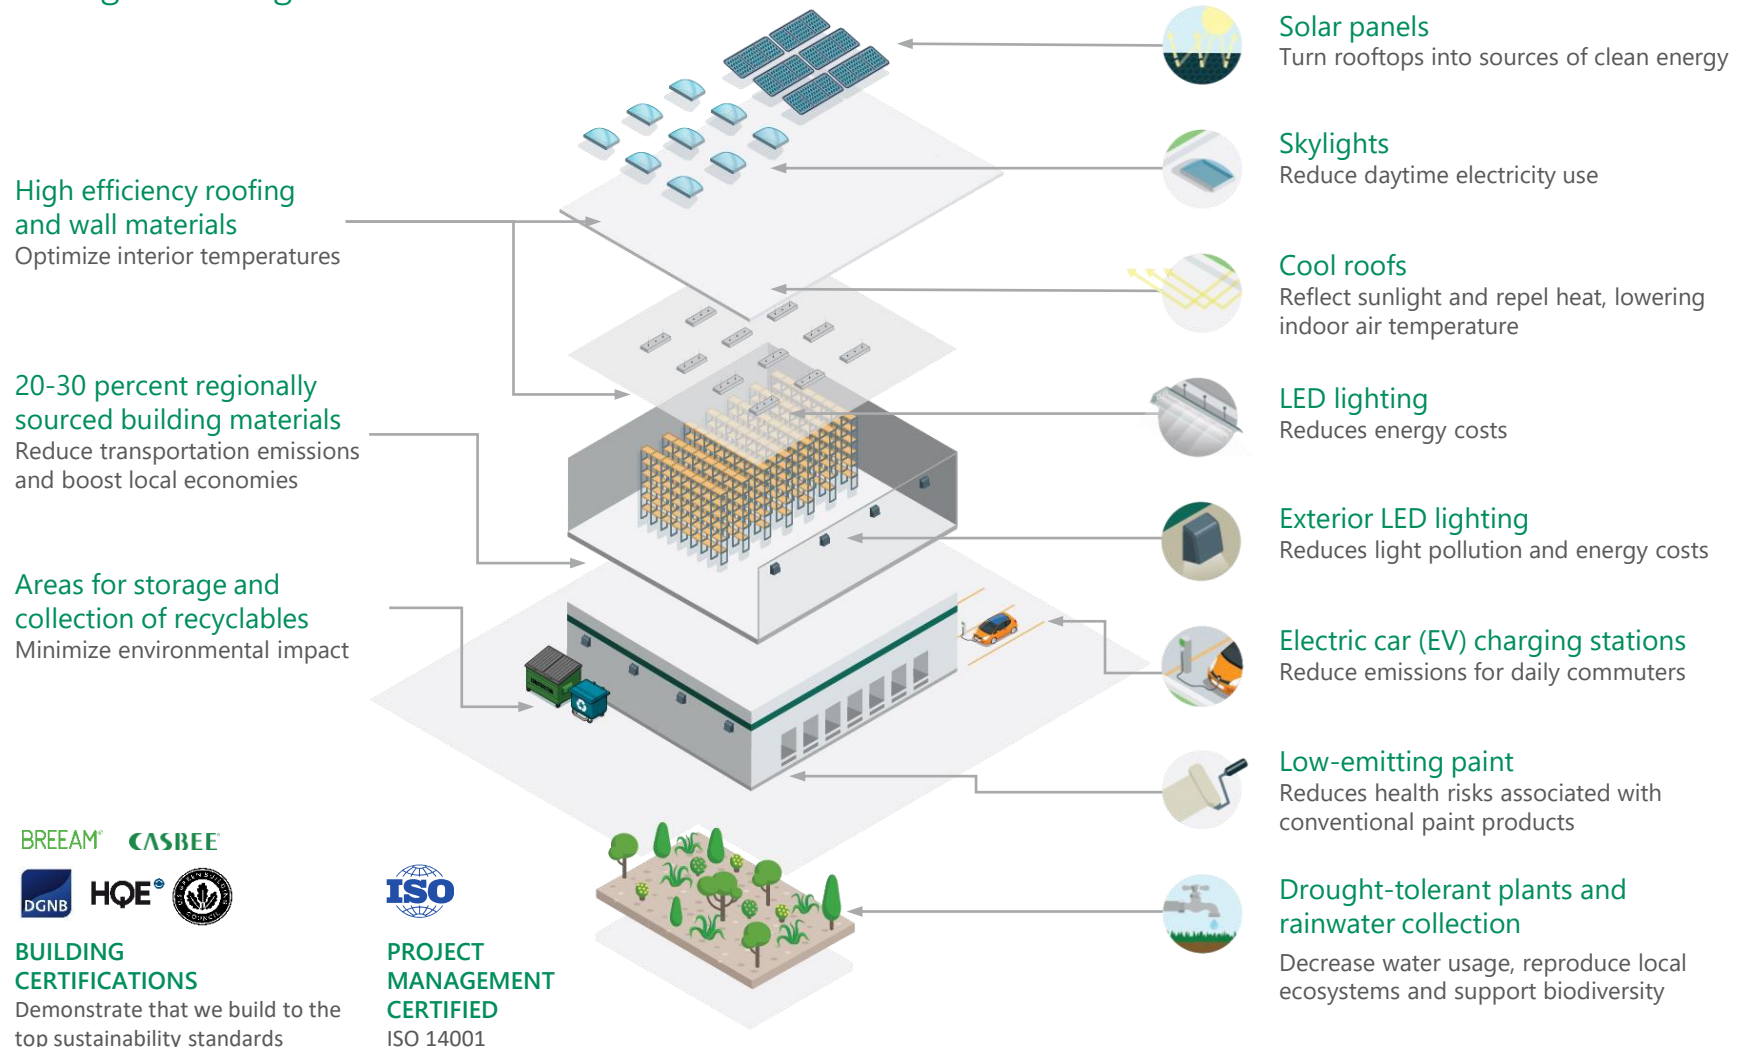 Solar panels
Turn rooftops into sources of clean energy
Skylights
Reduce daytime electricity use
High efficiency roofing
and wall materials
Optimize interior temperatures
Cool roofs
Reflect sunlight and repel heat, lowering
indoor air temperature
20-30 percent regionally
sourced building materials
Reduce transportation emissions
and boost local economies
LED lighting
Reduces energy costs
Exterior LED lighting
Reduces light pollution and energy costs
Areas for storage and
collection of recyclables
Minimize environmental impact
Electric car (EV) charging stations
Reduce emissions for daily commuters
Low-emitting paint
Reduces health risks associated with
conventional paint products
Drought-tolerant plants and
rainwater collection
Decrease water usage, reproduce local
ecosystems and support biodiversity
BREEAM®
CASBEE
DGNB
HQE
GREEN BUILDING
COUNCIL
BUILDING
CERTIFICATIONS
Demonstrate that we build to the
top sustainability standards
ISO
PROJECT
MANAGEMENT
CERTIFIED
ISO 14001